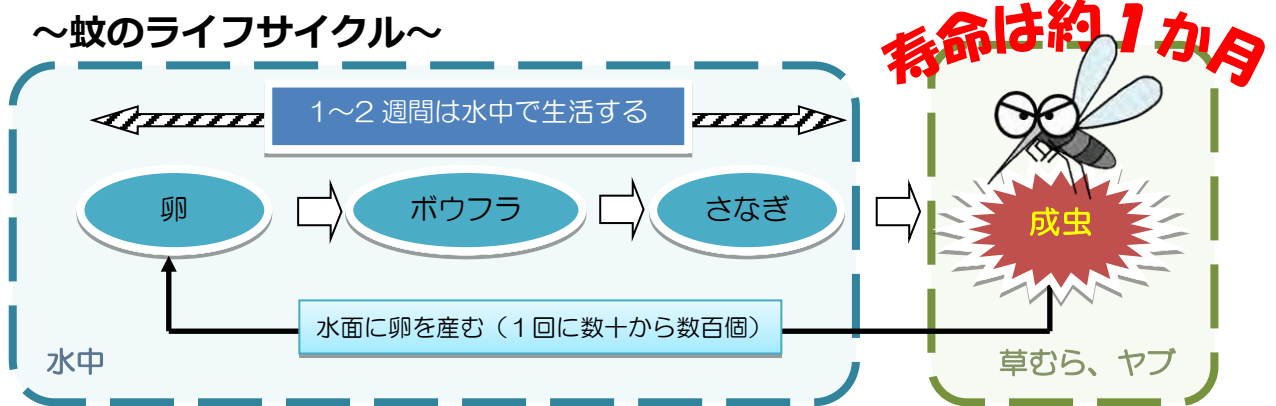 ～蚊のライフサイクル～
寿命は約1か月
1～2 週間は水中で生活する
卵
ボウフラ
さなぎ
成虫
水面に卵を産む（１回に数十から数百個）
水中
草むら、ヤブ